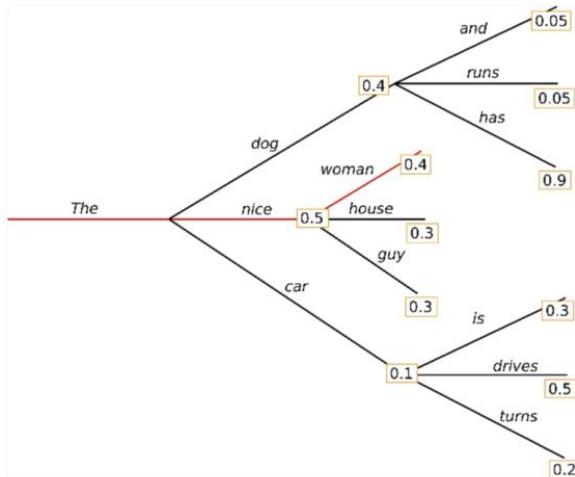 and
0.05
runs
0.05
0.4
has
dog
0.9
woman
0.4
The
nice
0.5
house
0.3
guy
0.3
car
is
0.3
0.1
drives
0.5
turns
0.2